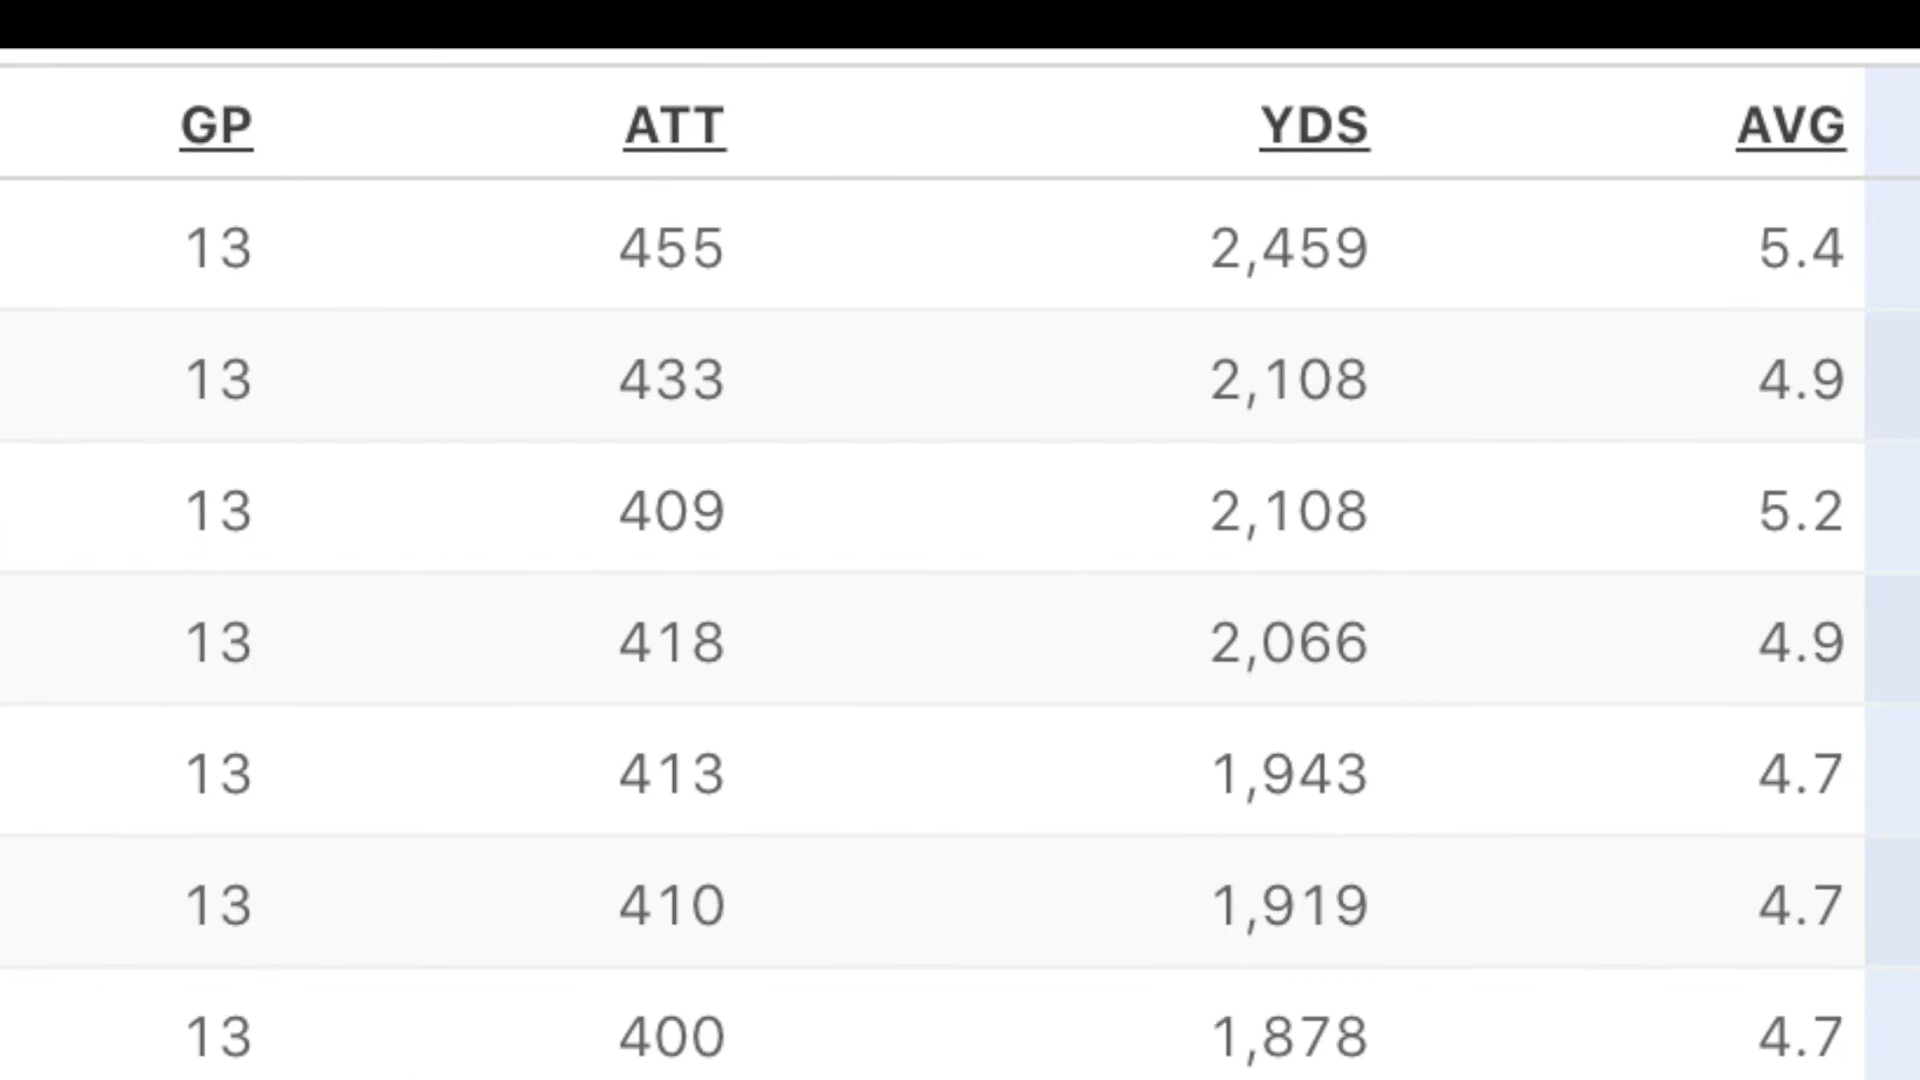 GP ATT YDS AVG
13 455 2,459 5.4
13 433 2,108 4.9
13 409 2,108 5.2
13 418 2,066 4.9
13 413 1,943 4.7
13 410 1,919 4.7
13 400 1,878 4.7